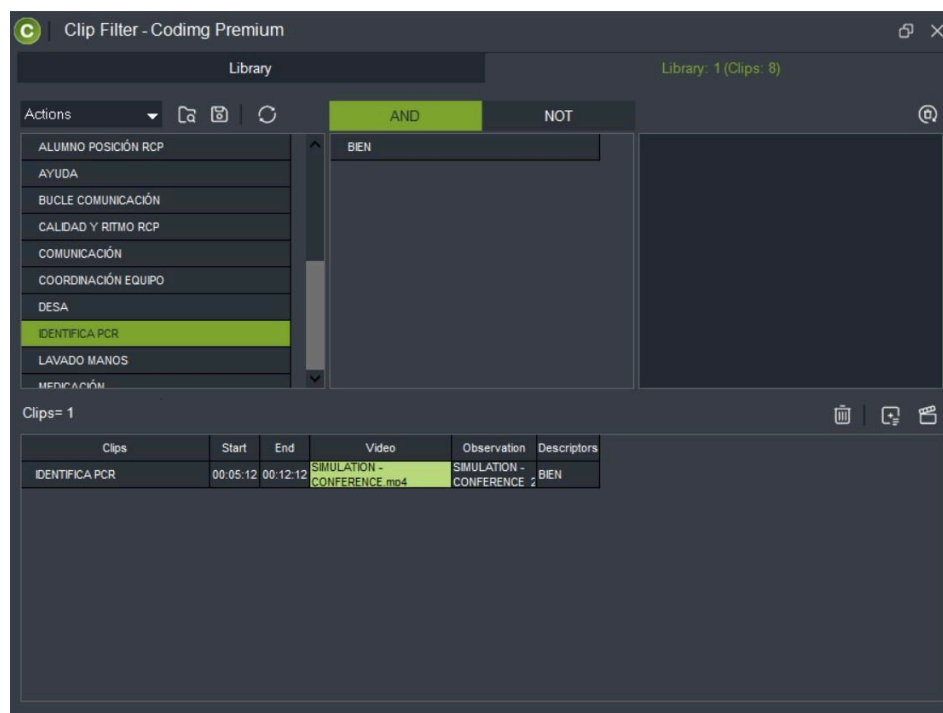 C Clip Filter - Codimg Premium
Library Library: 1 (Clips: 8)
Actions AND NOT
ALUMNO POSICIÓN RCP BIEN
AYUDA
BUCLE COMUNICACIÓN
CALIDAD Y RITMO RCP
COMUNICACIÓN
COORDINACIÓN EQUIPO
DESA
IDENTIFICA PCR
LAVADO MANOS
MEDICACIÓN
Clips= 1
Clips Start End Video Observation Descriptors
IDENTIFICA PCR 00:05:12 00:12:12 SIMULATION - CONFERENCE.mp4 SIMULATION - CONFERENCE 2 BIEN